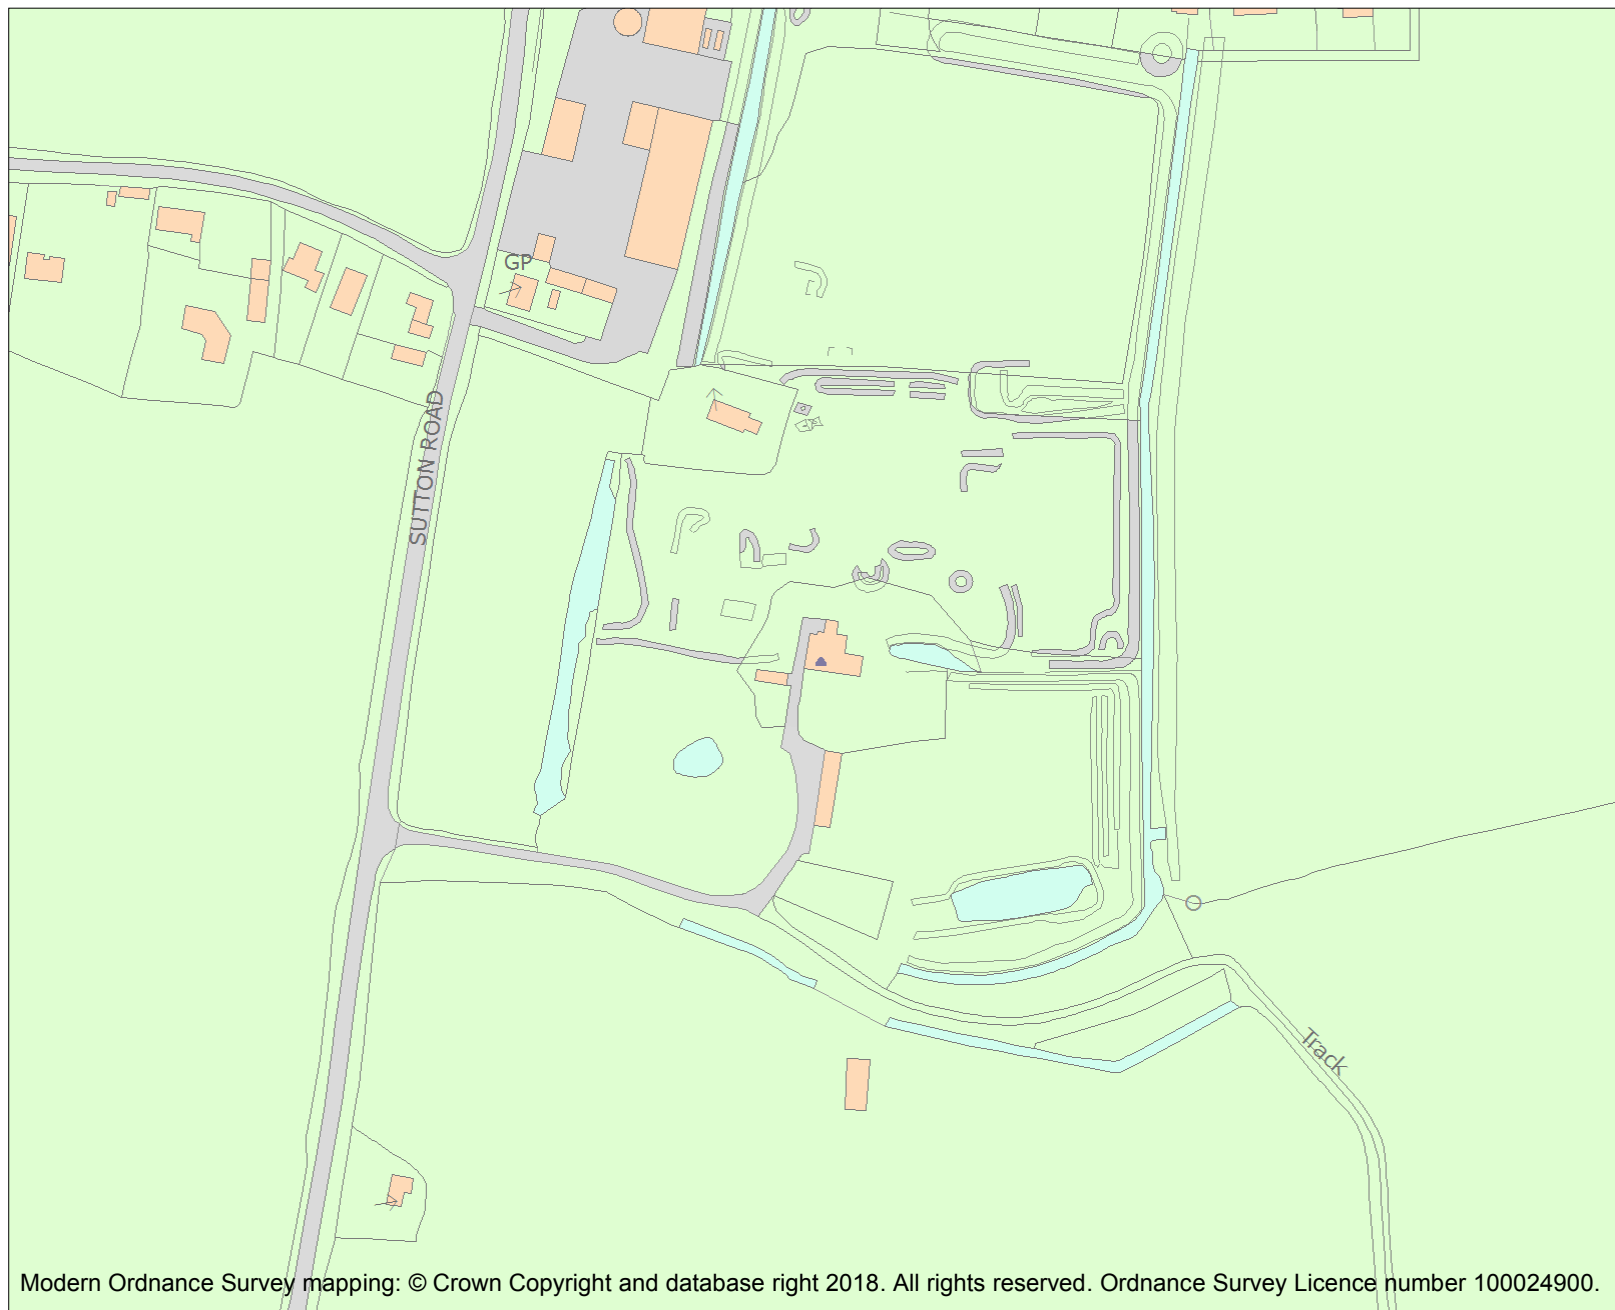 GP
SUTTON ROAD
Track
Modern Ordnance Survey mapping: © Crown Copyright and database right 2018. All rights reserved. Ordnance Survey Licence number 100024900.